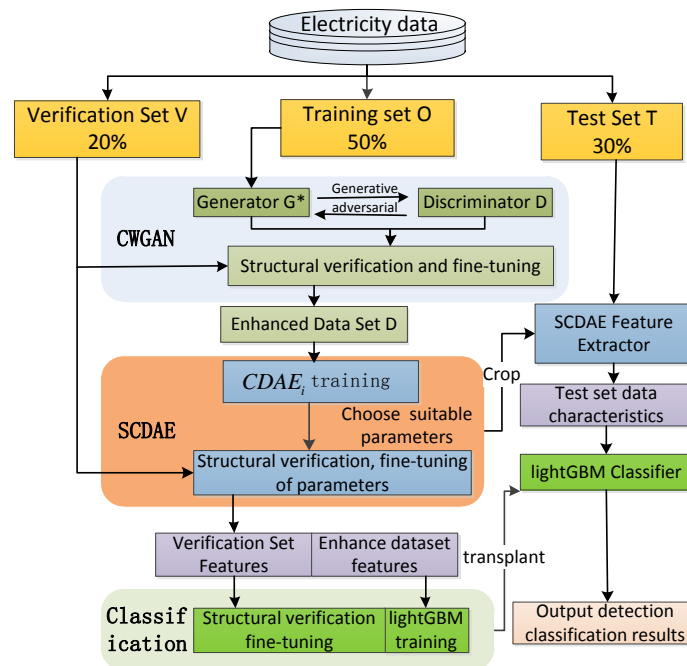 Electricity data
Verification Set V
20%
Training set O
50%
Test Set T
30%
CWGAN
Generator G*
Generative
adversarial
Discriminator D
Structural verification and fine-tuning
Enhanced Data Set D
SCDAE
CDAE_i training
Choose suitable
parameters
Structural verification, fine-tuning
of parameters
Crop
SCDAE Feature
Extractor
Test set data
characteristics
lightGBM Classifier
Verification Set
Features
Enhance dataset
features
transplant
Classif
ication
Structural verification
fine-tuning
lightGBM
training
Output detection
classification results